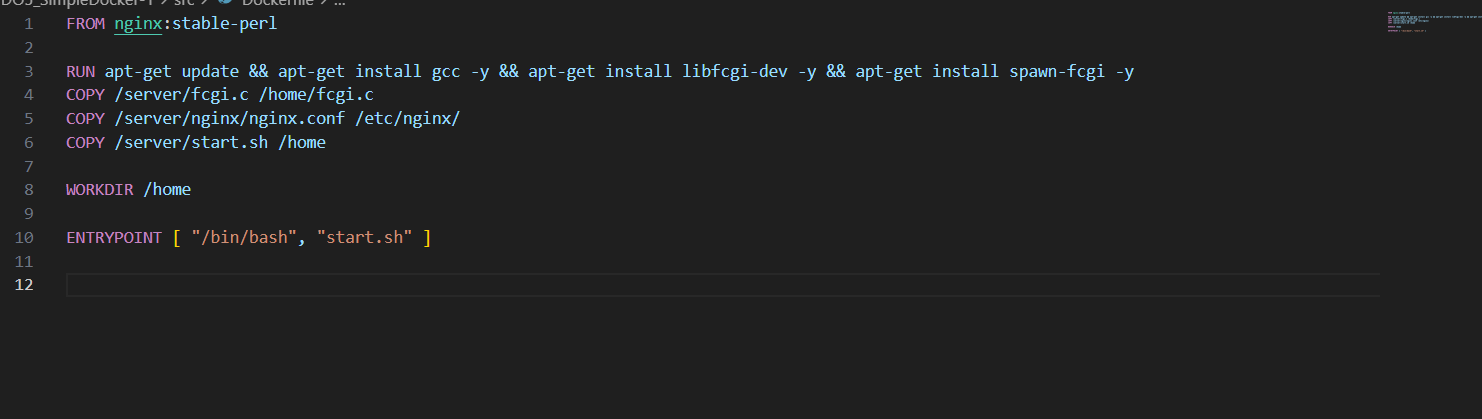 DO5_SimpleDocker-1 > src > Dockerfile > ...
1 FROM nginx:stable-perl
2
3 RUN apt-get update && apt-get install gcc -y && apt-get install libfcgi-dev -y && apt-get install spawn-fcgi -y
4 COPY /server/fcgi.c /home/fcgi.c
5 COPY /server/nginx/nginx.conf /etc/nginx/
6 COPY /server/start.sh /home
7
8 WORKDIR /home
9
10 ENTRYPOINT [ "/bin/bash", "start.sh" ]
11
12